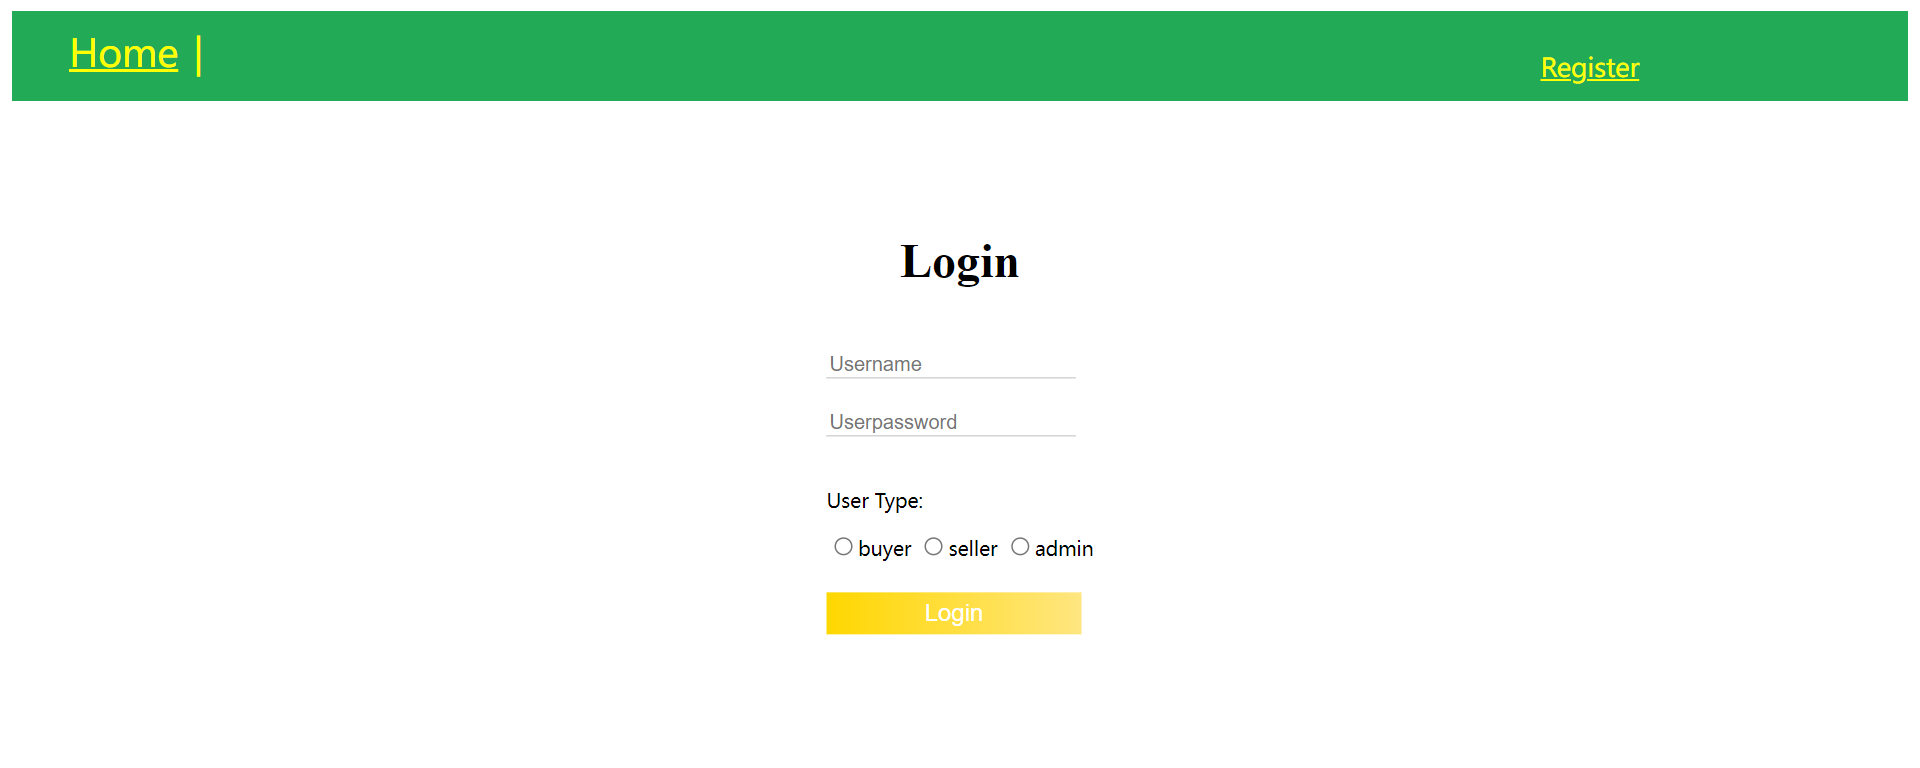 Home |
Register
Login
Username
Userpassword
User Type:
buyer seller admin
Login